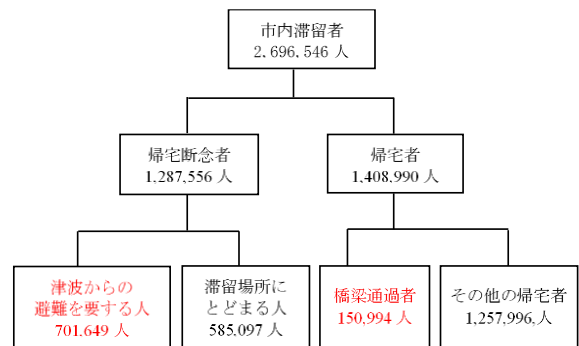 市内滞留者
2,696,546 人
帰宅断念者
1,287,556 人
帰宅者
1,408,990 人
津波からの
避難を要する人
701,649 人
滞留場所に
とどまる人
585,097 人
橋梁通過者
150,994 人
その他の帰宅者
1,257,996,人